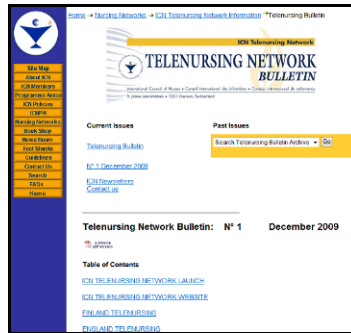 Home → Nursing Networks → ICN Telenursing Network Information → Telenursing Bulletin
ICN Telenursing Network
TELENURSING NETWORK
BULLETIN
International Council of Nurses • Conseil international des infirmières • Consejo internacional de enfermeras
3, place Jean-Marteau • 1201 Geneva, Switzerland
Site Map
About ICN
ICN Members
Programme Areas
ICN Policies
ICNP®
Nursing Networks
Book Shop
News Room
Fact Sheets
Guidelines
Contact Us
Search
FAQs
Home
Current Issues
Past Issues
Telenursing Bulletin
Search Telenursing Bulletin Archive
Go
N° 1 December 2009
ICN Newsletters
Contact us
Telenursing Network Bulletin: N° 1 December 2009
Table of Contents
ICN TELENURSING NETWORK LAUNCH
ICN TELENURSING NETWORK WEBSITE
FINLAND TELENURSING
ENGLAND TELENURSING